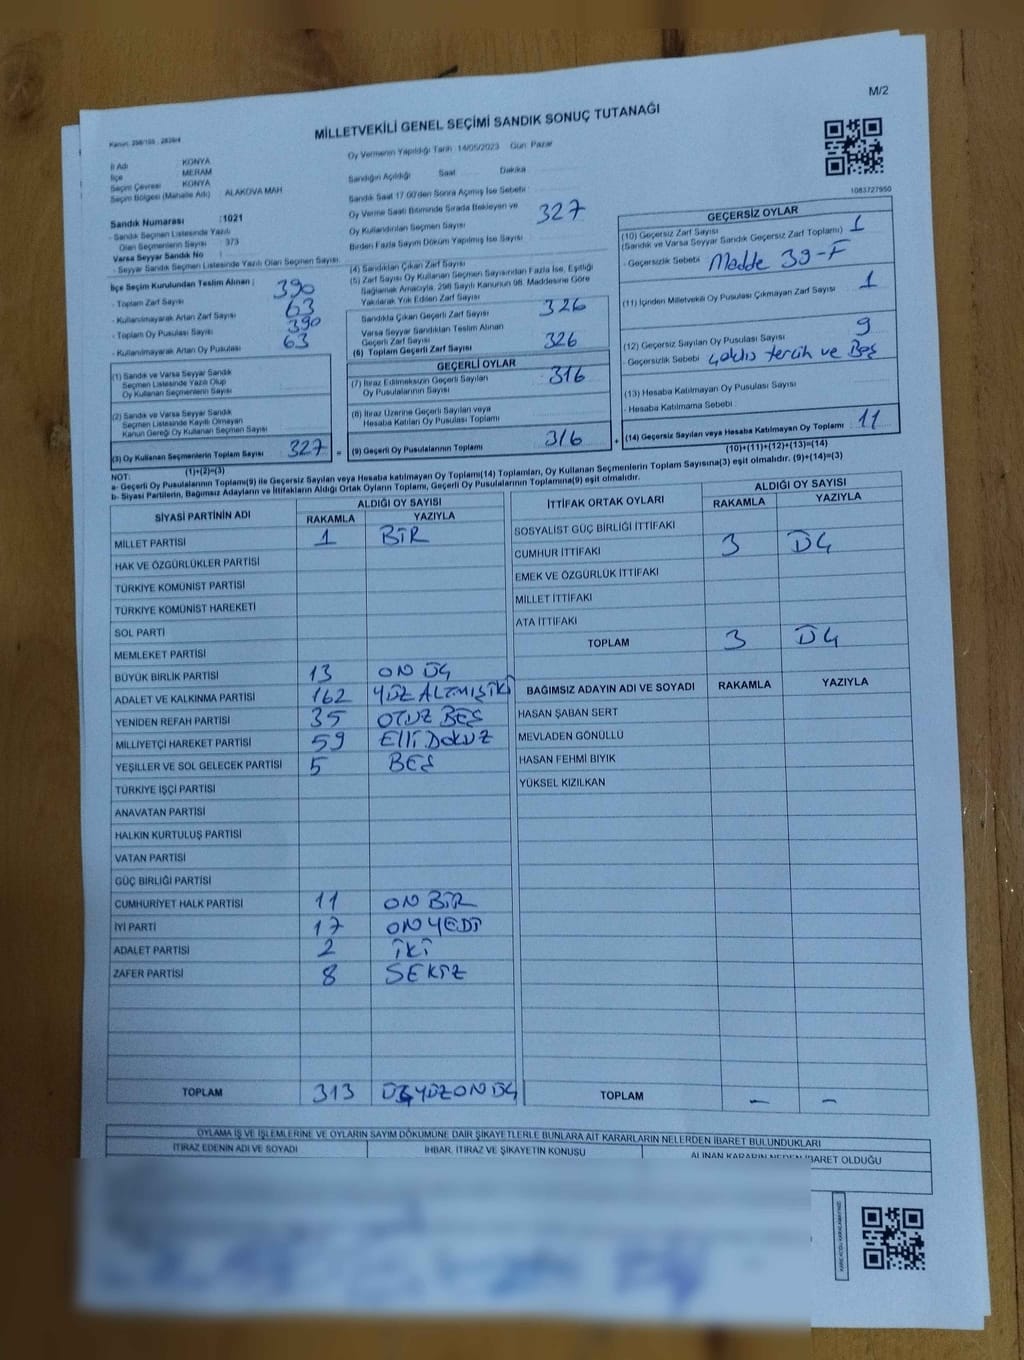 M/2
Kanun: 298/105 , 2839/4
MİLLETVEKİLİ GENEL SEÇİMİ SANDIK SONUÇ TUTANAĞI
İl Adı : KONYA
İlçe : MERAM
Seçim Çevresi : KONYA
Seçim Bölgesi (Mahalle Adı) : ALAKOVA MAH
Sandık Numarası : 1021
- Sandık Seçmen Listesinde Yazılı
Olan Seçmenlerin Sayısı : 373
Varsa Seyyar Sandık No :
- Seyyar Sandık Seçmen Listesinde Yazılı Olan Seçmen Sayısı
İlçe Seçim Kurulundan Teslim Alınan ;
- Toplam Zarf Sayısı 390
- Kullanılmayarak Artan Zarf Sayısı 63
- Toplam Oy Pusulası Sayısı 390
- Kullanılmayarak Artan Oy Pusulası 63
(1) Sandık ve Varsa Seyyar Sandık
Seçmen Listesinde Yazılı Olup
Oy Kullanan Seçmenlerin Sayısı
(2) Sandık ve Varsa Seyyar Sandık
Seçmen Listesinde Kayıtlı Olmayan
Kanun Gereği Oy Kullanan Seçmen Sayısı
(3) Oy Kullanan Seçmenlerin Toplam Sayısı 327
(1)+(2)=(3)
Oy Vermenin Yapıldığı Tarih :14/05/2023 Gün: Pazar
Sandığın Açıldığı Saat Dakika
Sandık Saat 17.00'den Sonra Açılmış İse Sebebi :
Oy Verme Saati Bitiminde Sırada Bekleyen ve
Oy Kullandırılan Seçmen Sayısı
Birden Fazla Sayım Döküm Yapılmış İse Sayısı :
(4) Sandıktan Çıkan Zarf Sayısı 327
(5) Zarf Sayısı Oy Kullanan Seçmen Sayısından Fazla İse, Eşitliği
Sağlamak Amacıyla, 298 Sayılı Kanunun 98. Maddesine Göre
Yakılarak Yok Edilen Zarf Sayısı
Sandıkta Çıkan Geçerli Zarf Sayısı 326
Varsa Seyyar Sandıktan Teslim Alınan
Geçerli Zarf Sayısı
(6) Toplam Geçerli Zarf Sayısı 326
GEÇERLİ OYLAR
(7) İtiraz Edilmeksizin Geçerli Sayılan
Oy Pusulalarının Sayısı 316
(8) İtiraz Üzerine Geçerli Sayılan veya
Hesaba Katılan Oy Pusulası Toplamı
(9) Geçerli Oy Pusulalarının Toplamı 316
1083727950
GEÇERSİZ OYLAR
(10) Geçersiz Zarf Sayısı
(Sandık ve Varsa Seyyar Sandık Geçersiz Zarf Toplamı) 1
- Geçersizlik Sebebi : Madde 39-F
(11) İçinden Milletvekili Oy Pusulası Çıkmayan Zarf Sayısı 1
(12) Geçersiz Sayılan Oy Pusulası Sayısı 9
- Geçersizlik Sebebi : tercih ve Boş
(13) Hesaba Katılmayan Oy Pusulası Sayısı
- Hesaba Katılmama Sebebi :
(14) Geçersiz Sayılan veya Hesaba Katılmayan Oy Toplamı 11
(10)+(11)+(12)+(13)=(14)
NOT:
a- Geçerli Oy Pusulalarının Toplamı(9) ile Geçersiz Sayılan veya Hesaba katılmayan Oy Toplamı(14) Toplamları, Oy Kullanan Seçmenlerin Toplam Sayısına(3) eşit olmalıdır. (9)+(14)=(3)
b- Siyasi Partilerin, Bağımsız Adayların ve İttifakların Aldığı Ortak Oyların Toplamı, Geçerli Oy Pusulalarının Toplamına(9) eşit olmalıdır.
SİYASİ PARTİNİN ADI ALDIĞI OY SAYISI
RAKAMLA YAZIYLA
MİLLET PARTİSİ 1 BİR
HAK VE ÖZGÜRLÜKLER PARTİSİ
TÜRKİYE KOMÜNİST PARTİSİ
TÜRKİYE KOMÜNİST HAREKETİ
SOL PARTİ
MEMLEKET PARTİSİ
BÜYÜK BİRLİK PARTİSİ 13 ON ÜÇ
ADALET VE KALKINMA PARTİSİ 162 YÜZ ALTMIŞ İKİ
YENİDEN REFAH PARTİSİ 35 OTUZ BEŞ
MİLLİYETÇİ HAREKET PARTİSİ 59 Elli DOKUZ
YEŞİLLER VE SOL GELECEK PARTİSİ 5 BEŞ
TÜRKİYE İŞÇİ PARTİSİ
ANAVATAN PARTİSİ
HALKIN KURTULUŞ PARTİSİ
VATAN PARTİSİ
GÜÇ BİRLİĞİ PARTİSİ
CUMHURİYET HALK PARTİSİ 11 ON BİR
İYİ PARTİ 17 ON YEDİ
ADALET PARTİSİ 2 İKİ
ZAFER PARTİSİ 8 SEKİZ
TOPLAM 313 ÜÇ YÜZ ON ÜÇ
İTTİFAK ORTAK OYLARI ALDIĞI OY SAYISI
RAKAMLA YAZIYLA
SOSYALİST GÜÇ BİRLİĞİ İTTİFAKI
CUMHUR İTTİFAKI 3 ÜÇ
EMEK VE ÖZGÜRLÜK İTTİFAKI
MİLLET İTTİFAKI
ATA İTTİFAKI
TOPLAM 3 ÜÇ
BAĞIMSIZ ADAYIN ADI VE SOYADI RAKAMLA YAZIYLA
HASAN ŞABAN SERT
MEVLADEN GÖNÜLLÜ
HASAN FEHMİ BIYIK
YÜKSEL KIZILKAN
TOPLAM - -
OYLAMA İŞ VE İŞLEMLERİNE VE OYLARIN SAYIM DÖKÜMÜNE DAİR ŞİKAYETLERLE BUNLARA AİT KARARLARIN NELERDEN İBARET BULUNDUKLARI
İTİRAZ EDENİN ADI VE SOYADI İHBAR, İTİRAZ VE ŞİKAYETİN KONUSU ALINAN KARARIN NEDEN İBARET OLDUĞU
KAREKODU KARALAMAYINIZ!